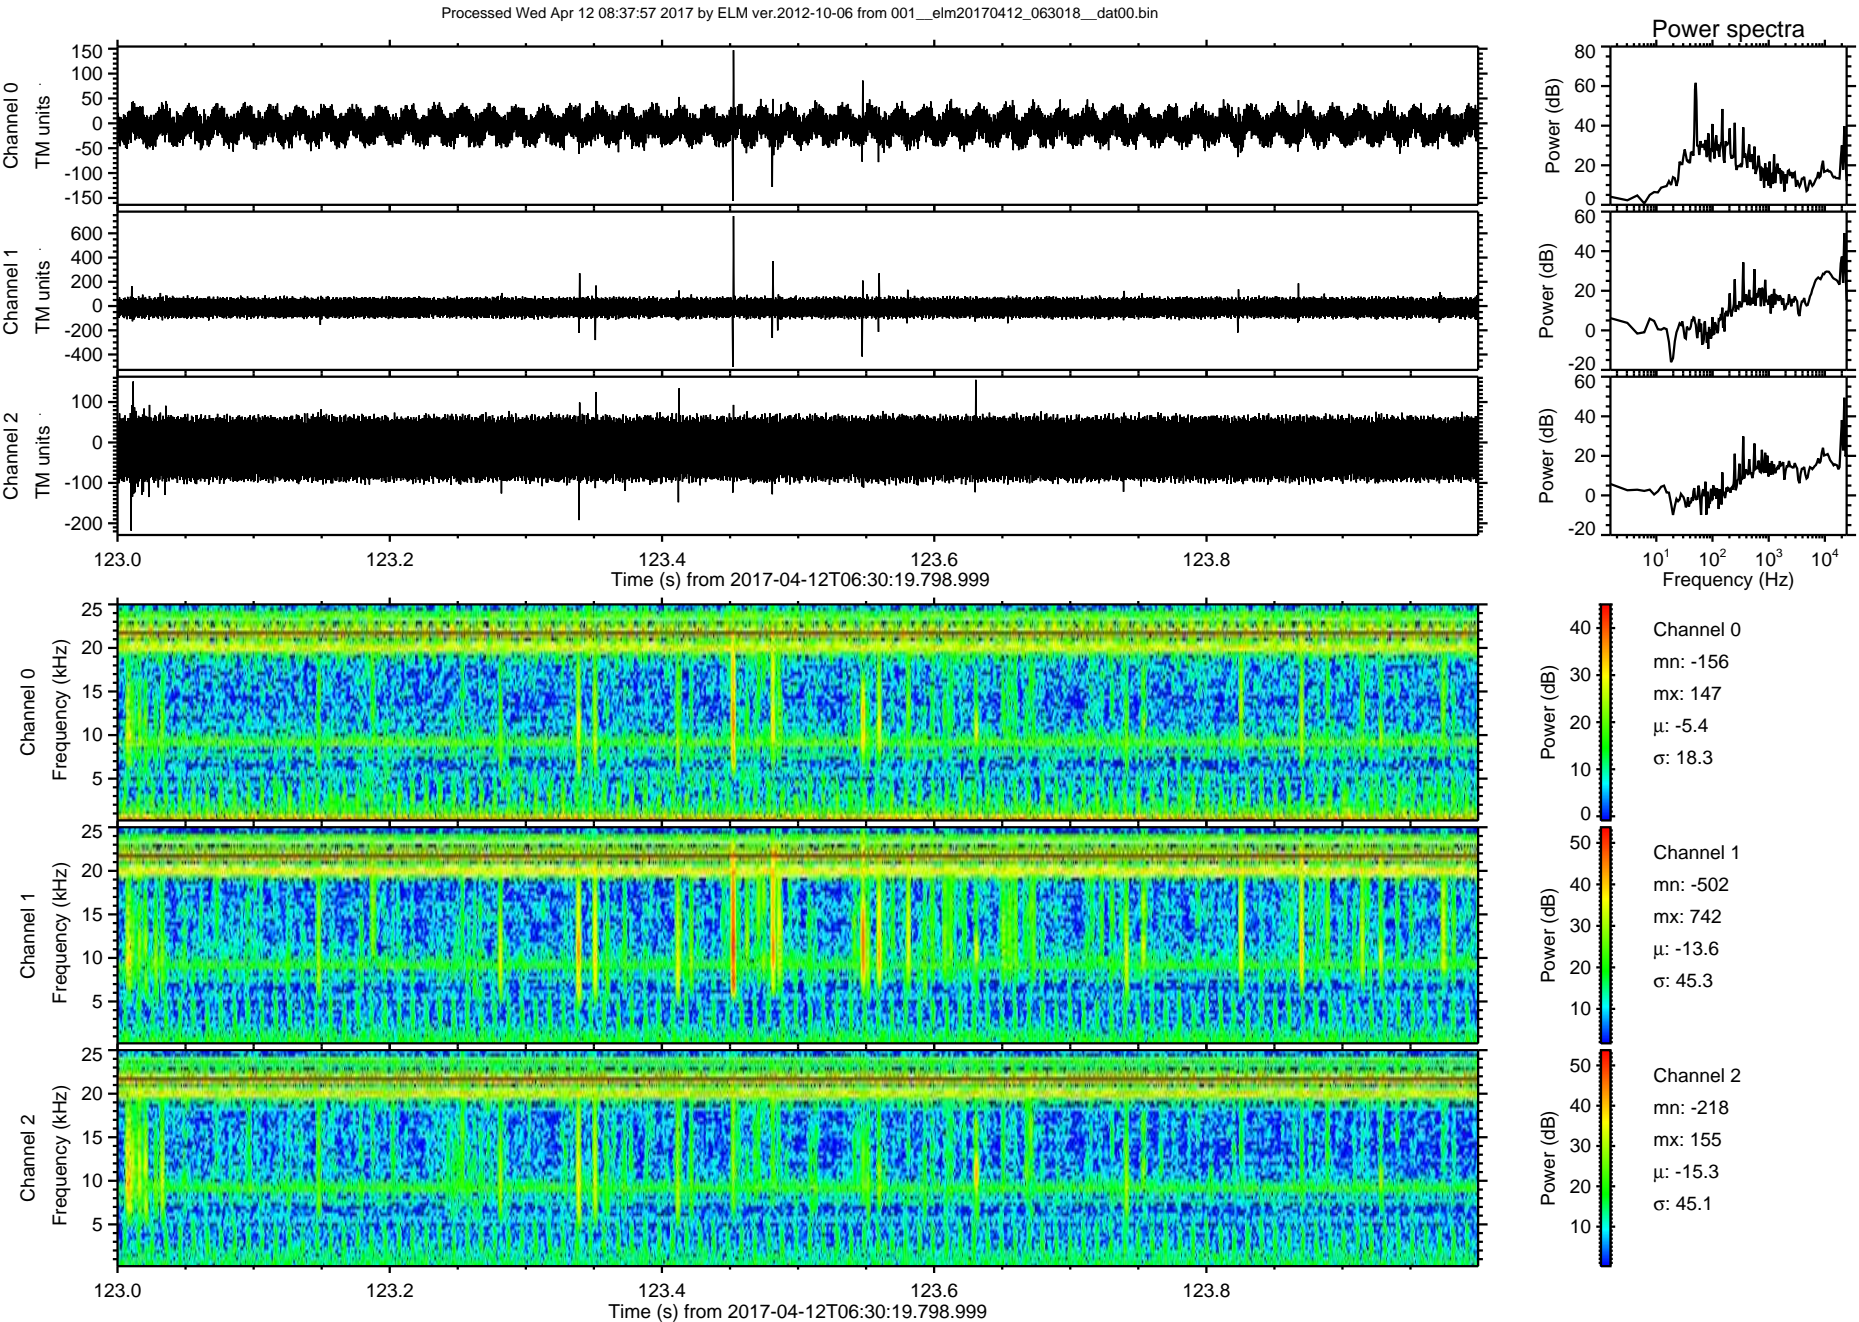 Processed Wed Apr 12 08:37:57 2017 by ELM ver.2012-10-06 from 001__elm20170412_063018__dat00.bin
Power spectra
Channel 0
TM units
150
100
50
0
-50
-100
-150
Power (dB)
80
60
40
20
0
Channel 1
TM units
600
400
200
0
-200
-400
Power (dB)
60
40
20
0
-20
Channel 2
TM units
100
0
-100
-200
Power (dB)
60
40
20
0
-20
123.0 123.2 123.4 123.6 123.8
Time (s) from 2017-04-12T06:30:19.798.999
10¹ 10² 10³ 10⁴
Frequency (Hz)
Channel 0
Frequency (kHz)
25
20
15
10
5
Power (dB)
40
30
20
10
0
Channel 0
mn: -156
mx: 147
μ: -5.4
σ: 18.3
Channel 1
Frequency (kHz)
25
20
15
10
5
Power (dB)
50
40
30
20
10
Channel 1
mn: -502
mx: 742
μ: -13.6
σ: 45.3
Channel 2
Frequency (kHz)
25
20
15
10
5
Power (dB)
50
40
30
20
10
Channel 2
mn: -218
mx: 155
μ: -15.3
σ: 45.1
123.0 123.2 123.4 123.6 123.8
Time (s) from 2017-04-12T06:30:19.798.999